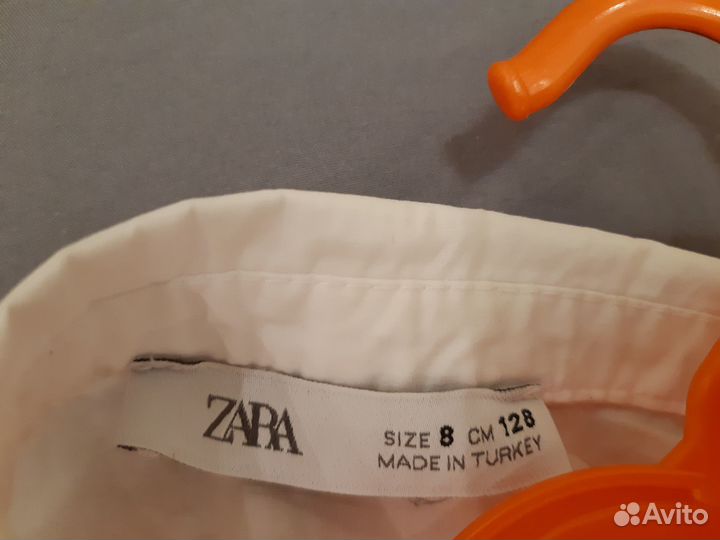 ZARA
SIZE 8 CM 128
MADE IN TURKEY
Avito